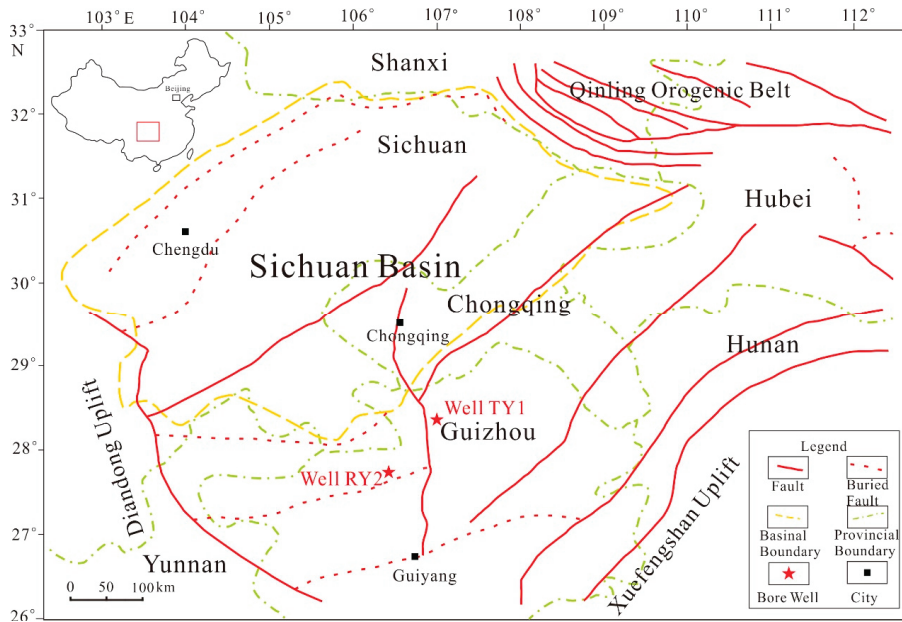 103°E 104° 105° 106° 107° 108° 109° 110° 111° 112°
33°
N
32°
31°
30°
29°
28°
27°
26°
Shanxi
Beijing
Qinling Orogenic Belt
Sichuan
Hubei
Chengdu
Sichuan Basin
Chongqing
Chongqing
Hunan
Diandong Uplift
Well TY1
Guizhou
Well RY2
Yunnan
Guiyang
Xuefengshan Uplift
0 50 100km
Legend
Fault
Buried
Fault
Basinal
Boundary
Provincial
Boundary
Bore Well
City